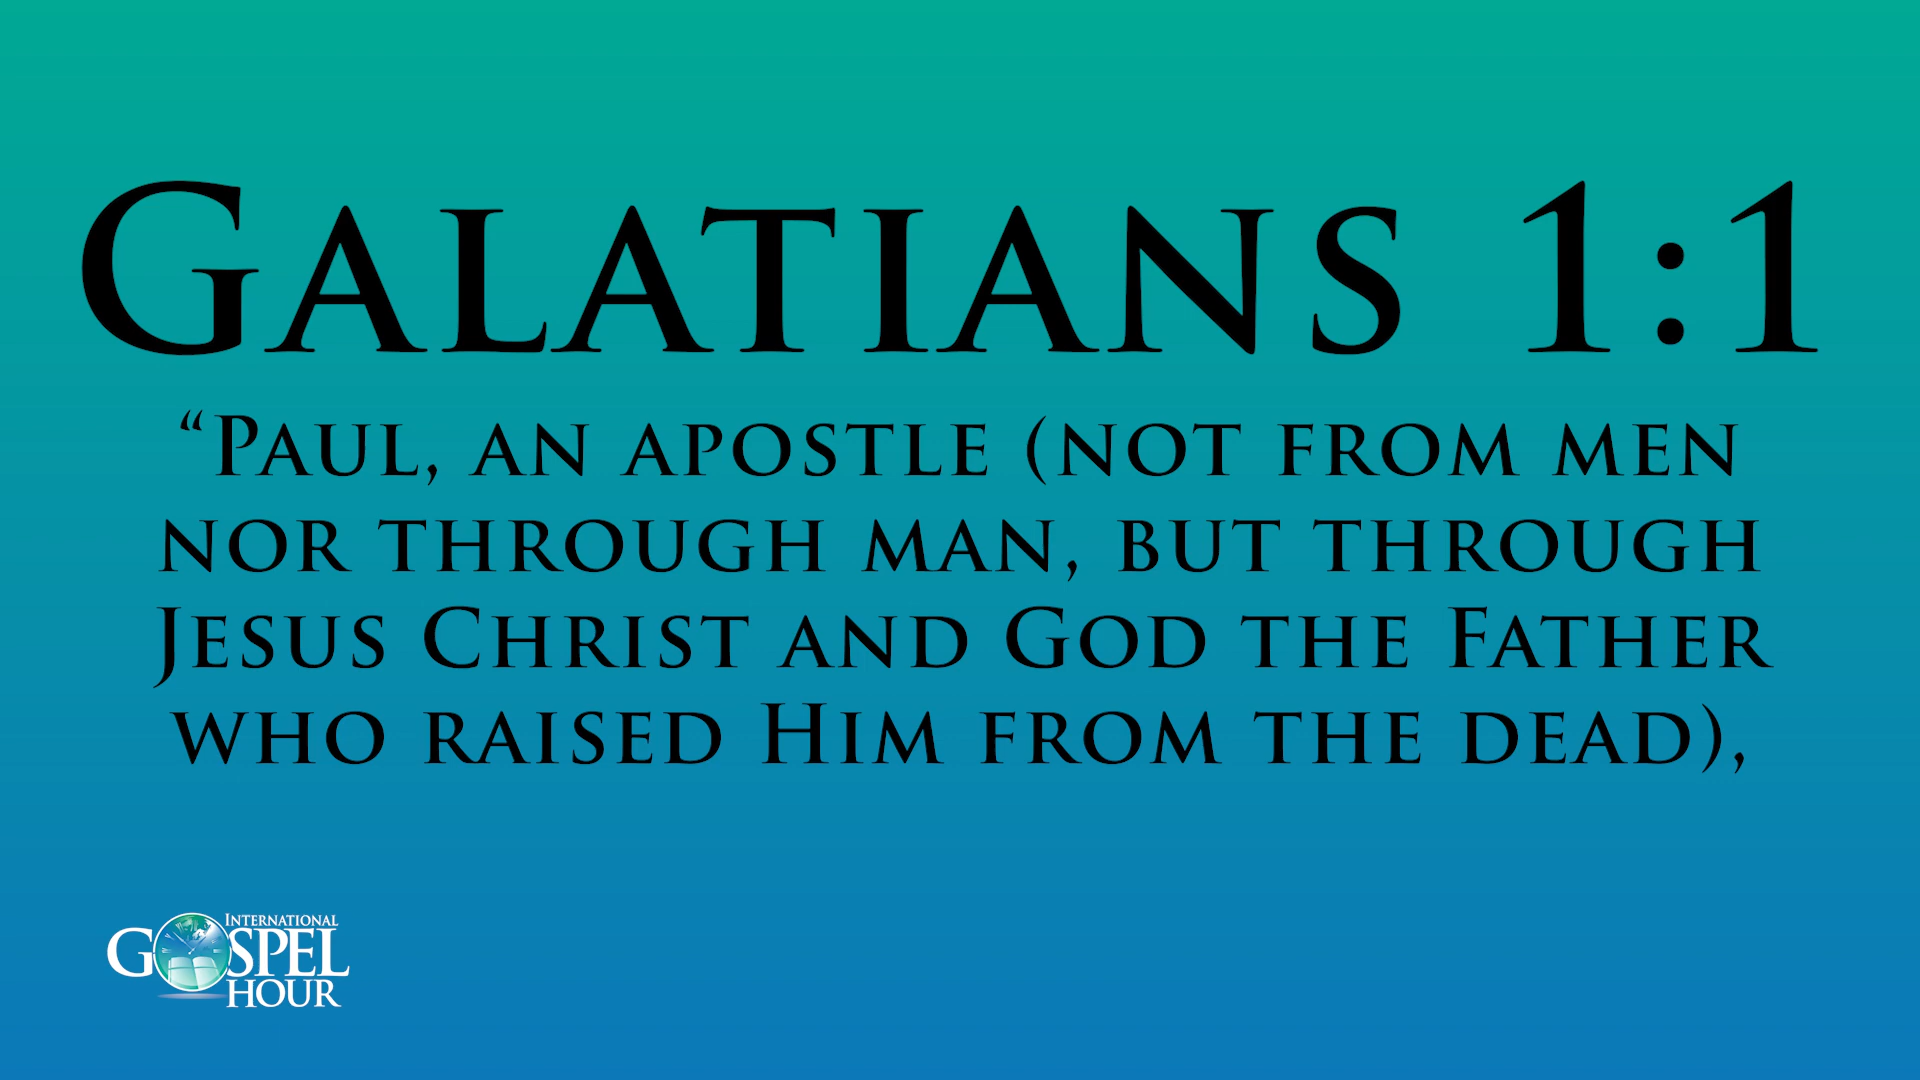 Galatians 1:1
“Paul, an apostle (not from men
nor through man, but through
Jesus Christ and God the Father
who raised Him from the dead),
International
Gospel
Hour